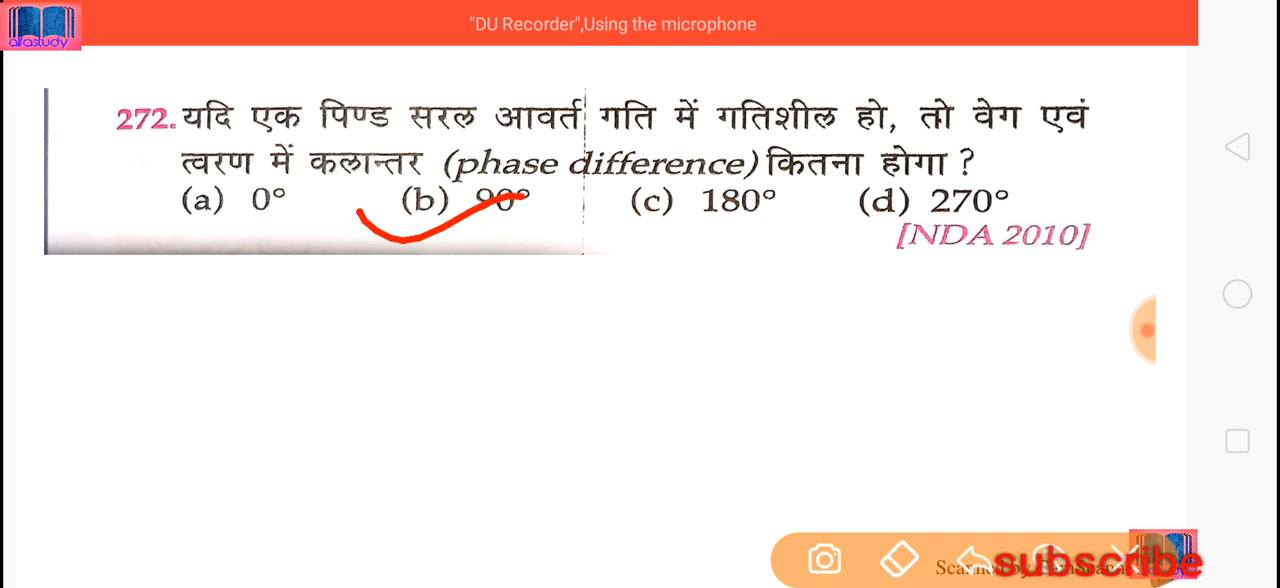 "DU Recorder",Using the microphone
alfastudy
272. यदि एक पिण्ड सरल आवर्त गति में गतिशील हो, तो वेग एवं
त्वरण में कलान्तर (phase difference) कितना होगा ?
(a) 0° (b) 90° (c) 180° (d) 270°
[NDA 2010]
subscribe